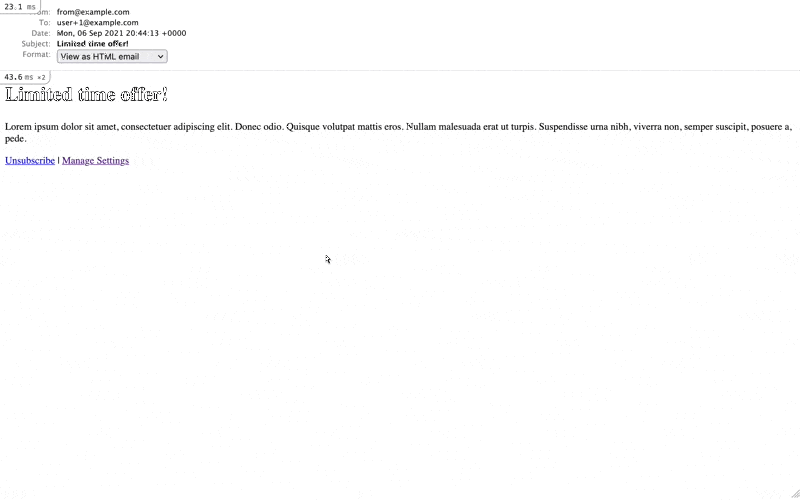 23.1 ms
To: user+1@example.com
from@example.com
Date: Mon, 06 Sep 2021 20:44:13 +0000
Subject: Limited time offer!
Format: View as HTML email
43.6 ms ×2
Limited time offer!
Lorem ipsum dolor sit amet, consectetuer adipiscing elit. Donec odio. Quisque volutpat mattis eros. Nullam malesuada erat ut turpis. Suspendisse urna nibh, viverra non, semper suscipit, posuere a,
pede.
Unsubscribe | Manage Settings